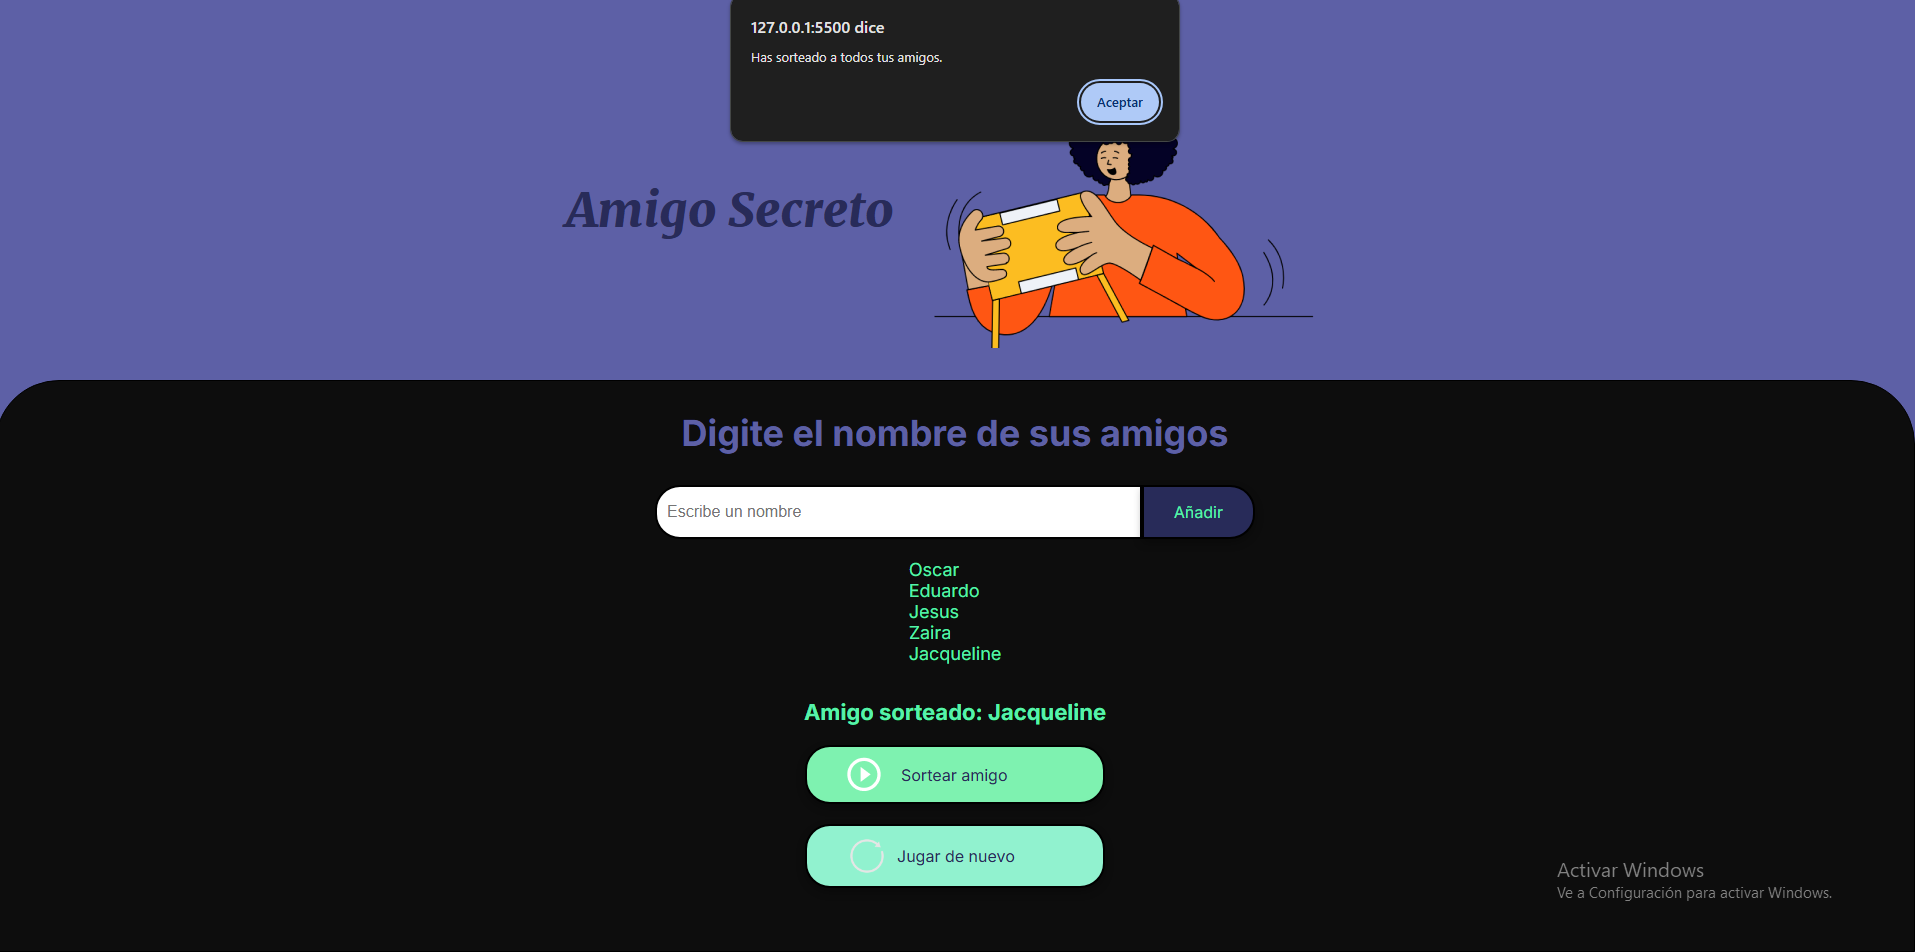 127.0.0.1:5500 dice
Has sorteado a todos tus amigos.
Aceptar
Amigo Secreto
Digite el nombre de sus amigos
Escribe un nombre
Añadir
Oscar
Eduardo
Jesus
Zaira
Jacqueline
Amigo sorteado: Jacqueline
Sortear amigo
Jugar de nuevo
Activar Windows
Ve a Configuración para activar Windows.